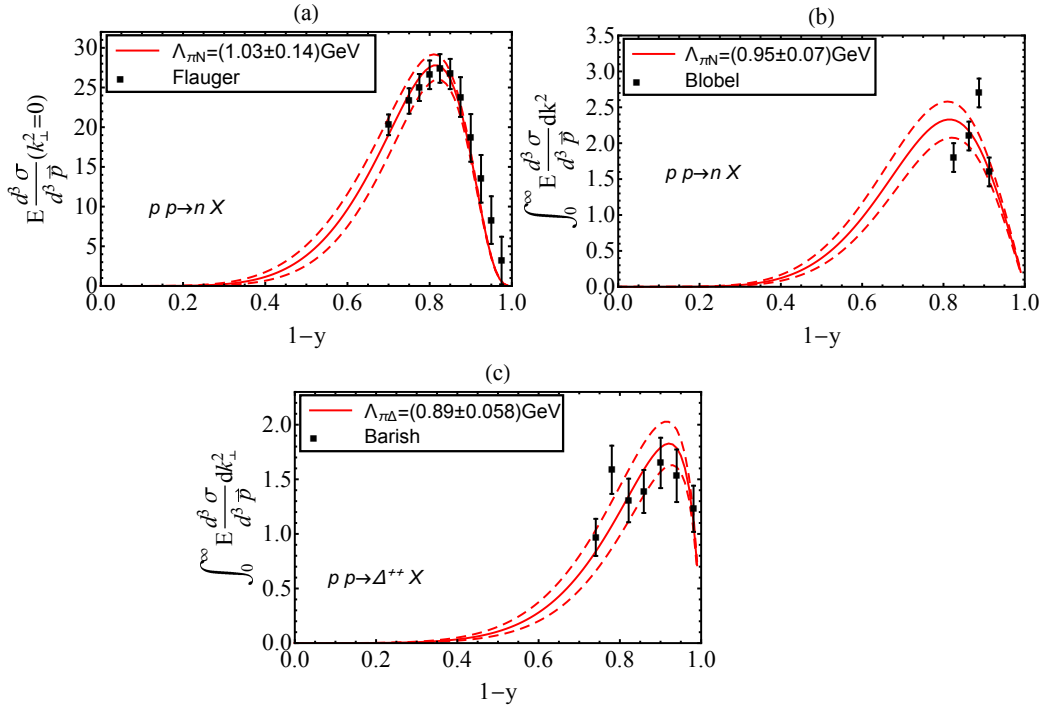 (a)
Λ_πN=(1.03±0.14)GeV
Flauger
E d³σ/d³p⃗ (k²_⊥=0)
p p→n X
30
25
20
15
10
5
0
0.0 0.2 0.4 0.6 0.8 1.0
1−y
(b)
Λ_πN=(0.95±0.07)GeV
Blobel
∫₀^∞ E d³σ/d³p⃗ dk²
p p→n X
3.5
3.0
2.5
2.0
1.5
1.0
0.5
0.0
0.0 0.2 0.4 0.6 0.8 1.0
1−y
(c)
Λ_πΔ=(0.89±0.058)GeV
Barish
∫₀^∞ E d³σ/d³p⃗ dk²_⊥
p p→Δ⁺⁺ X
2.0
1.5
1.0
0.5
0.0
0.0 0.2 0.4 0.6 0.8 1.0
1−y